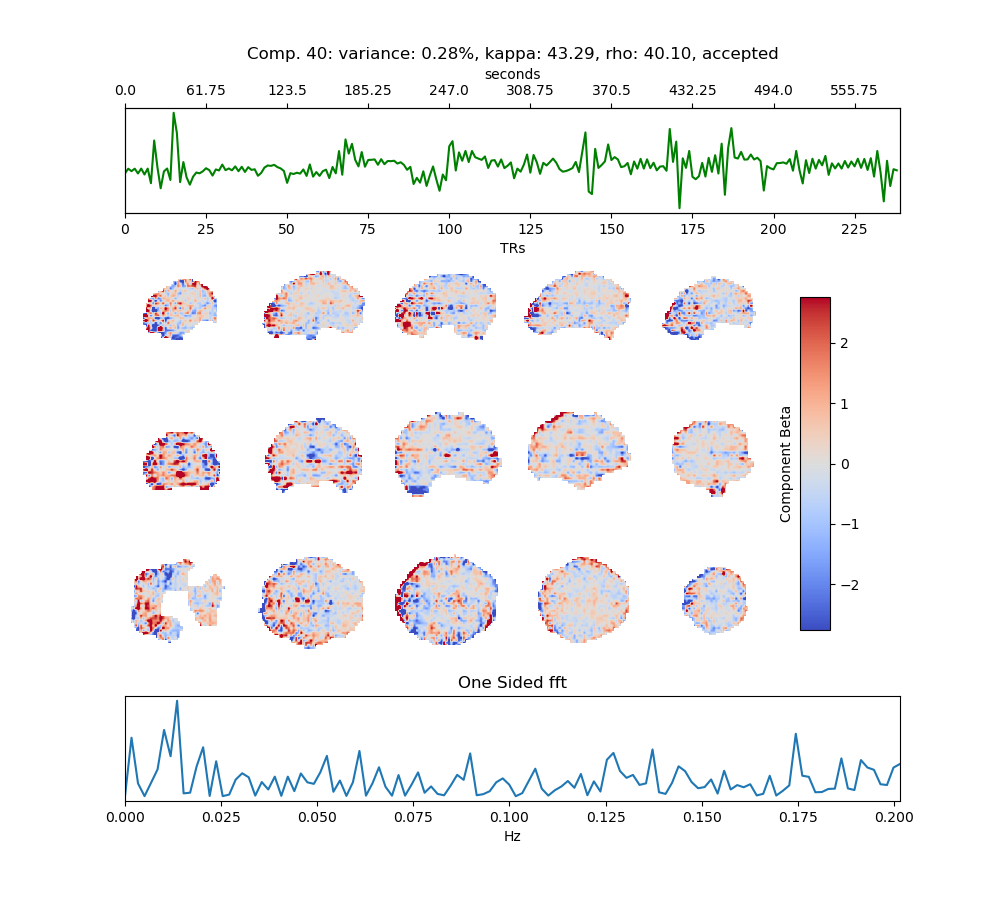 Comp. 40: variance: 0.28%, kappa: 43.29, rho: 40.10, accepted
seconds
0.0 61.75 123.5 185.25 247.0 308.75 370.5 432.25 494.0 555.75
0 25 50 75 100 125 150 175 200 225
TRs
2
1
0
−1
−2
Component Beta
One Sided fft
0.000 0.025 0.050 0.075 0.100 0.125 0.150 0.175 0.200
Hz